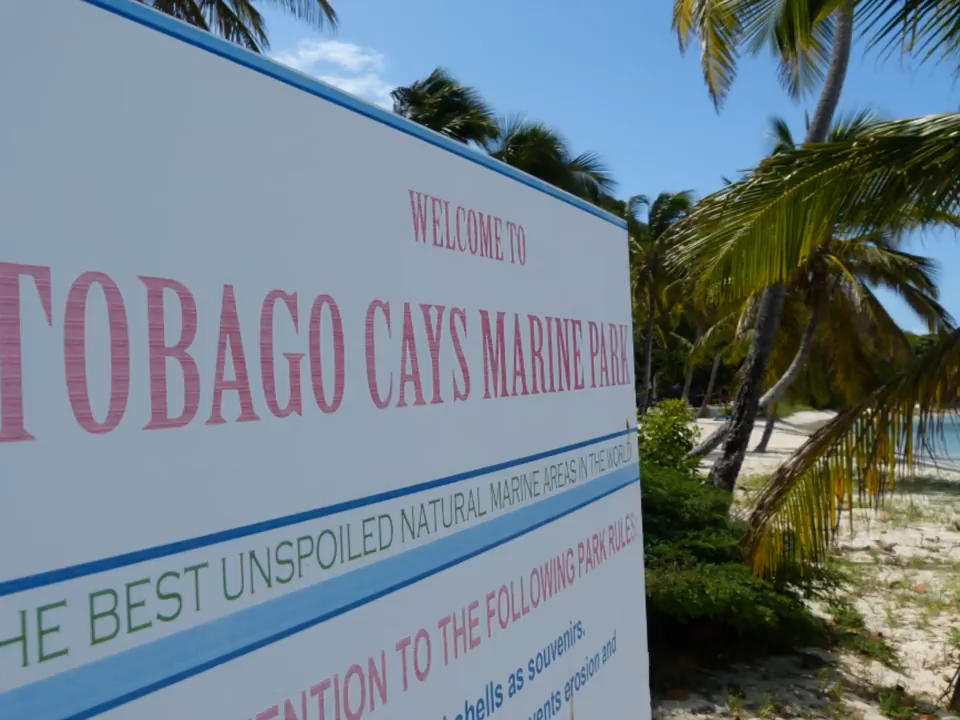 WELCOME TO
TOBAGO CAYS MARINE PARK
HE BEST UNSPOILED NATURAL MARINE AREAS IN THE WORLD
ENTION TO THE FOLLOWING PARK RULES:
shells as souvenirs.
vents erosion and